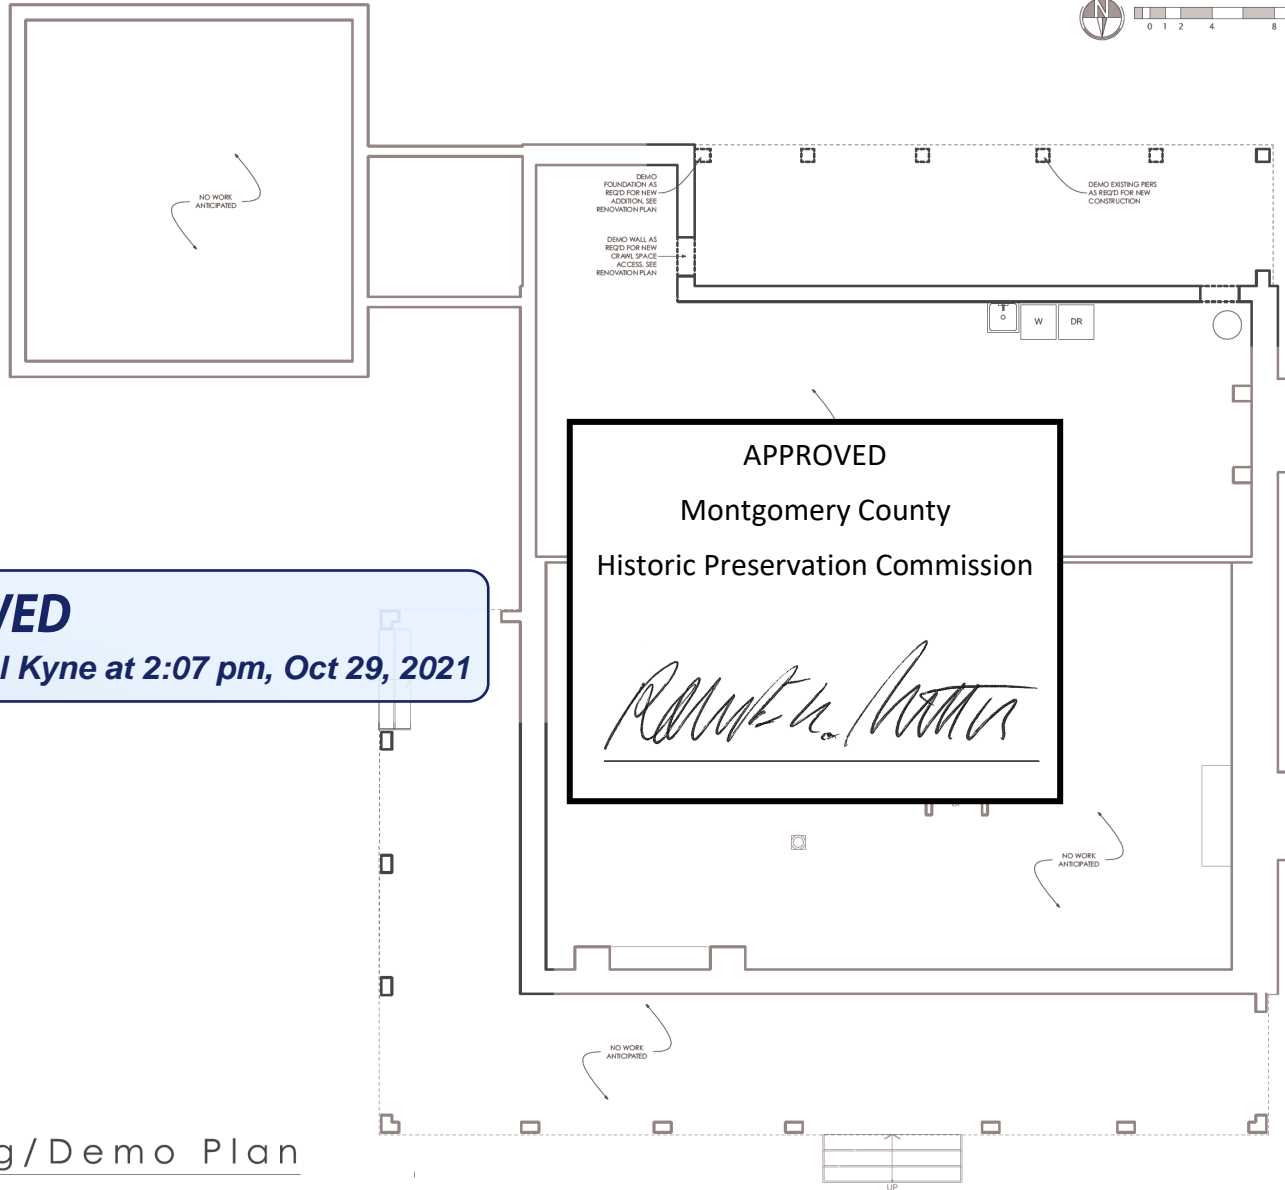 N
0 1 2 4 8
NO WORK
ANTICIPATED
DEMO
FOUNDATION AS
REQ'D FOR NEW
ADDITION, SEE
RENOVATION PLAN
DEMO WALL AS
REQ'D FOR NEW
CRAWL SPACE
ACCESS, SEE
RENOVATION PLAN
DEMO EXISTING PIERS
AS REQ'D FOR NEW
CONSTRUCTION
W DR
APPROVED
Montgomery County
Historic Preservation Commission
VED
l Kyne at 2:07 pm, Oct 29, 2021
NO WORK
ANTICIPATED
NO WORK
ANTICIPATED
g/Demo Plan
UP